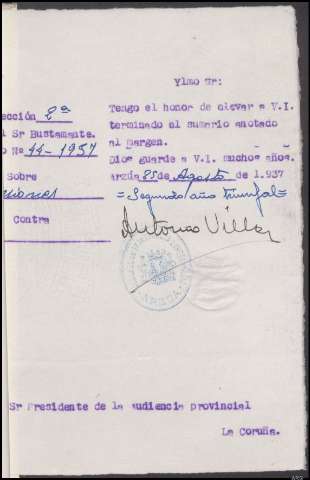 Ylmo Sr:
Tengo el honor de elevar a V.I.
terminado el sumario anotado
al margen.
Dios guarde a V.I. muchos años.
Arzúa 25 de Agosto de 1.937
=Segundo año triunfal=
Antonio Villar
ección 2ª
l Sr Bustamante.
o Nº 44-1937
Sobre
Contra
Sr Presidente de la audiencia provincial
La Coruña.